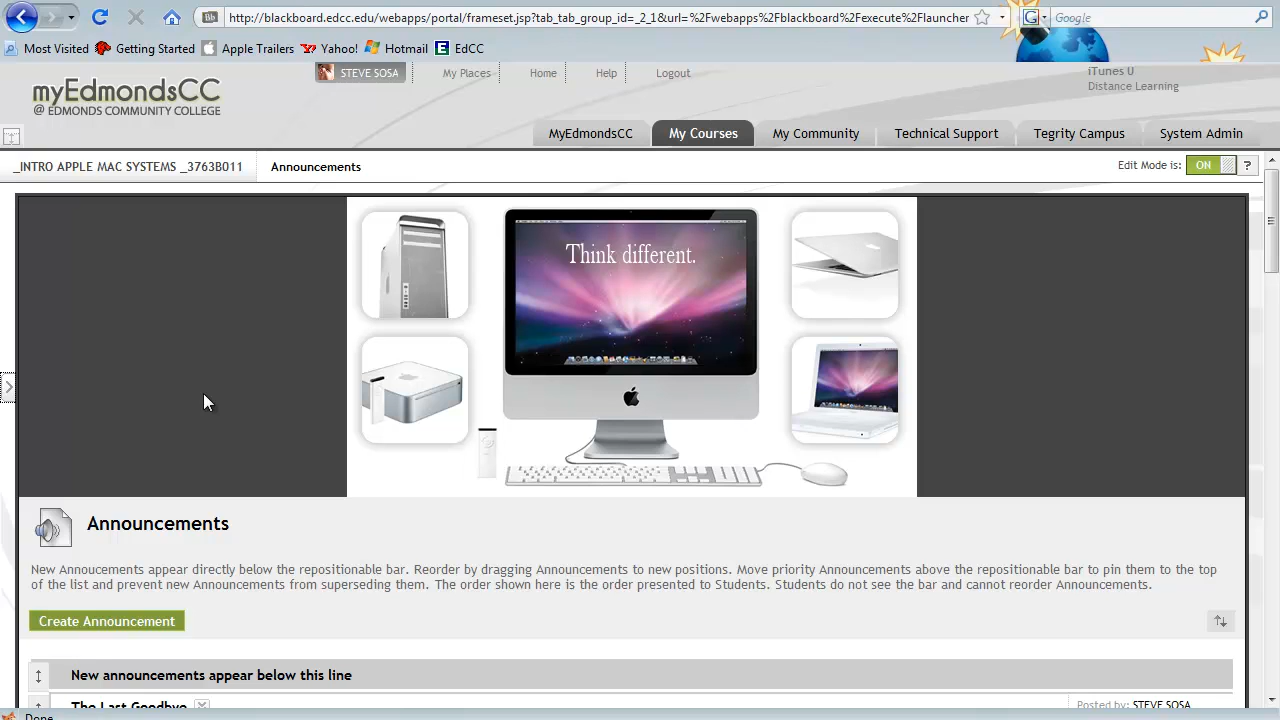 http://blackboard.edcc.edu/webapps/portal/frameset.jsp?tab_tab_group_id=_2_1&url=%2Fwebapps%2Fblackboard%2Fexecute%2Flauncher
Google
Most Visited Getting Started Apple Trailers Yahoo! Hotmail EdCC
myEdmondsCC
@ EDMONDS COMMUNITY COLLEGE
STEVE SOSA My Places Home Help Logout
iTunes U
Distance Learning
MyEdmondsCC My Courses My Community Technical Support Tegrity Campus System Admin
_INTRO APPLE MAC SYSTEMS _3763B011 Announcements Edit Mode is: ON ?
Think different.
Announcements
New Annoucements appear directly below the repositionable bar. Reorder by dragging Announcements to new positions. Move priority Announcements above the repositionable bar to pin them to the top
of the list and prevent new Announcements from superseding them. The order shown here is the order presented to Students. Students do not see the bar and cannot reorder Announcements.
Create Announcement
New announcements appear below this line
The Last Goodbye Posted by: STEVE SOSA
Done